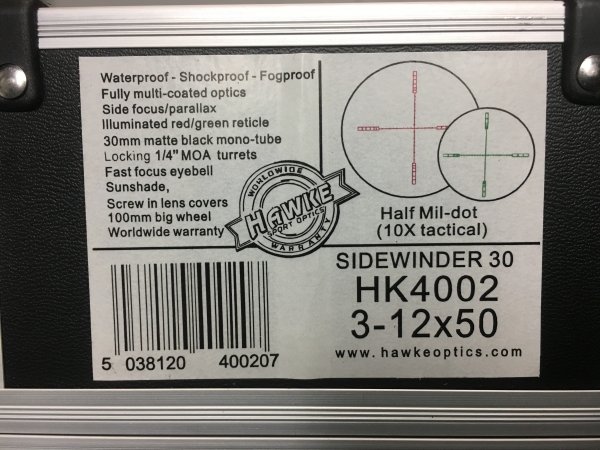 Waterproof - Shockproof - Fogproof
Fully multi-coated optics
Side focus/parallax
Illuminated red/green reticle
30mm matte black mono-tube
Locking 1/4" MOA turrets
Fast focus eyebell
Sunshade,
Screw in lens covers
100mm big wheel
Worldwide warranty
WORLDWIDE
HAWKE
SPORT OPTICS
WARRANTY
Half Mil-dot
(10X tactical)
SIDEWINDER 30
HK4002
3-12x50
www.hawkeoptics.com
5 038120 400207